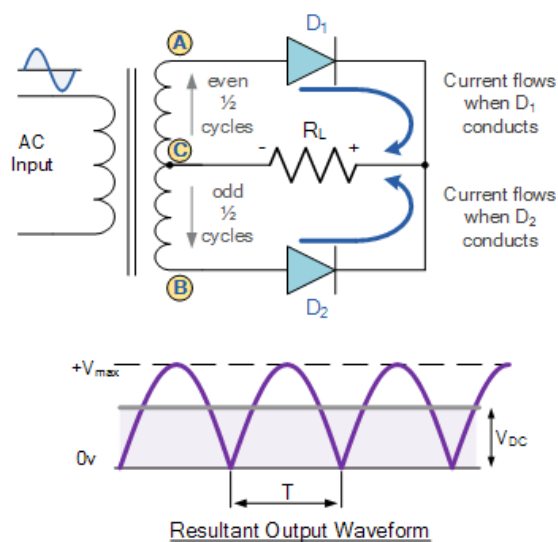 A
D1
AC
Input
even
½
cycles
Current flows
when D1
conducts
C
-
RL
+
odd
½
cycles
Current flows
when D2
conducts
B
D2
+Vmax
0v
T
VDC
Resultant Output Waveform